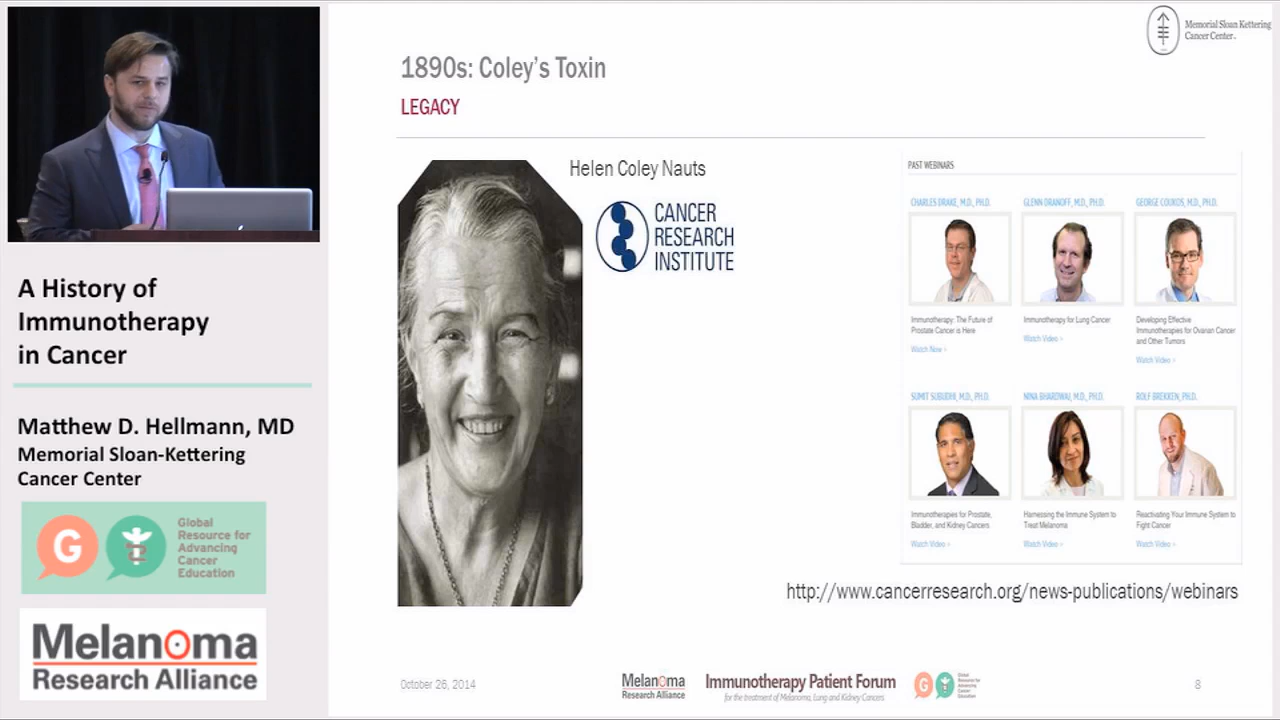 A History of
Immunotherapy
in Cancer
Matthew D. Hellmann, MD
Memorial Sloan-Kettering
Cancer Center
G
Global
Resource for
Advancing
Cancer
Education
Melanoma
Research Alliance
Memorial Sloan Kettering
Cancer Center
1890s: Coley's Toxin
LEGACY
Helen Coley Nauts
CANCER
RESEARCH
INSTITUTE
PAST WEBINARS
CHARLES DRAKE, M.D., PH.D.
GLENN DRANOFF, M.D., PH.D.
GEORGE COUKOS, M.D., PH.D.
Immunotherapy: The Future of
Prostate Cancer is Here
Watch Now >
Immunotherapy for Lung Cancer
Watch Video >
Developing Effective
Immunotherapies for Ovarian Cancer
and Other Tumors
Watch Video >
SUMIT SUBUDHI, M.D., PH.D.
NINA BHARDWAJ, M.D., PH.D.
ROLF BREKKEN, PH.D.
Immunotherapies for Prostate,
Bladder, and Kidney Cancers
Watch Video >
Harnessing the Immune System to
Treat Melanoma
Watch Video >
Reactivating Your Immune System to
Fight Cancer
Watch Video >
http://www.cancerresearch.org/news-publications/webinars
October 26, 2014
Melanoma
Research Alliance
Immunotherapy Patient Forum
for the treatment of Melanoma, Lung and Kidney Cancers
G
Global
Resource for
Advancing
Cancer
Education
8